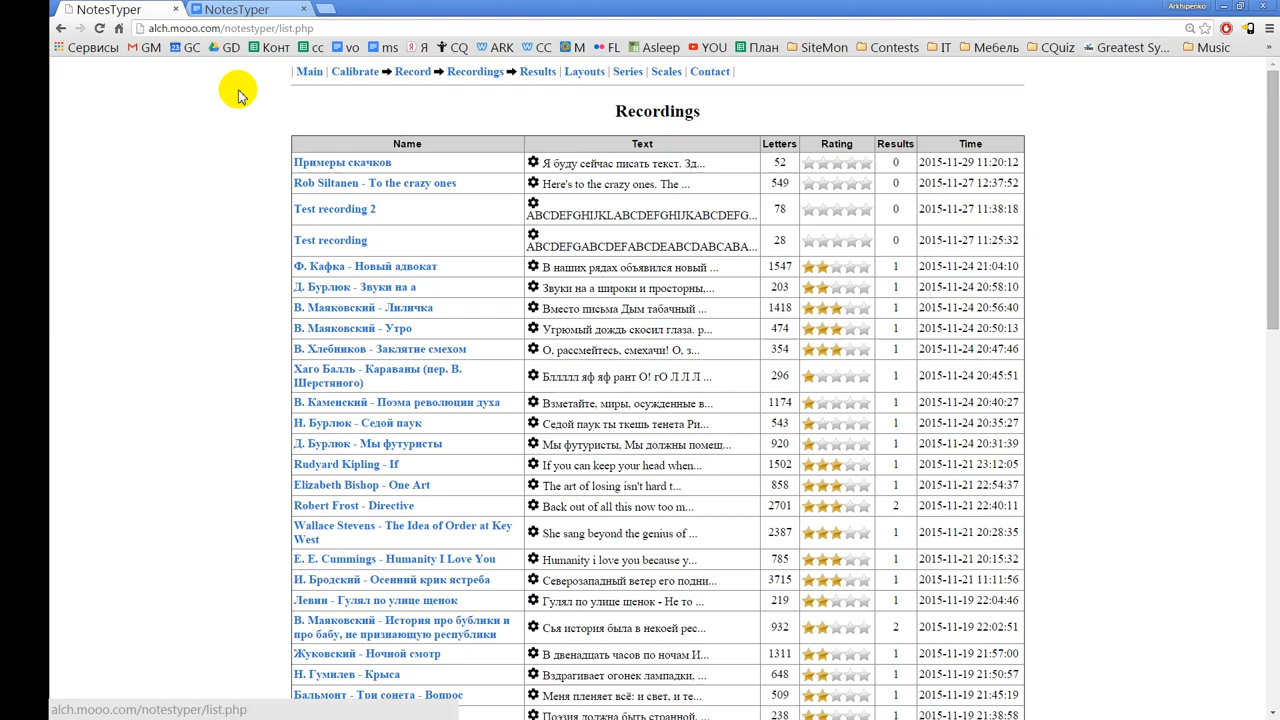 NotesTyper × NotesTyper × Arkhipenko
alch.mooo.com/notestyper/list.php
Сервисы GM GC GD Конт cc vo ms Я CQ ARK CC M FL Asleep YOU План SiteMon Contests IT Мебель CQuiz Greatest Sy... Music
| Main | Calibrate Record Recordings Results | Layouts | Series | Scales | Contact |
Recordings
Name Text Letters Rating Results Time
Примеры скачков Я буду сейчас писать текст. Зд... 52 0 2015-11-29 11:20:12
Rob Siltanen - To the crazy ones Here's to the crazy ones. The ... 549 0 2015-11-27 12:37:52
Test recording 2 ABCDEFGHIJKLABCDEFGHIJKABCDEFG... 78 0 2015-11-27 11:38:18
Test recording ABCDEFGABCDEFABCDEABCDABCABA... 28 0 2015-11-27 11:25:32
Ф. Кафка - Новый адвокат В наших рядах объявился новый ... 1547 1 2015-11-24 21:04:10
Д. Бурлюк - Звуки на а Звуки на а широки и просторны,... 203 1 2015-11-24 20:58:10
В. Маяковский - Лиличка Вместо письма Дым табачный ... 1418 1 2015-11-24 20:56:40
В. Маяковский - Утро Угрюмый дождь скосил глаза. р... 474 1 2015-11-24 20:50:13
В. Хлебников - Заклятие смехом О, рассмейтесь, смехачи! О, з... 354 1 2015-11-24 20:47:46
Хаго Балль - Караваны (пер. В.
Шерстяного) Бллллл яф яф рант О! гО Л Л Л ... 296 1 2015-11-24 20:45:51
В. Каменский - Поэма революции духа Взметайте, миры, осужденные в... 1174 1 2015-11-24 20:40:27
Н. Бурлюк - Седой паук Седой паук ты ткешь тенета Ри... 543 1 2015-11-24 20:35:27
Д. Бурлюк - Мы футуристы Мы футуристы, Мы должны помещ... 920 1 2015-11-24 20:31:39
Rudyard Kipling - If If you can keep your head when... 1502 1 2015-11-21 23:12:05
Elizabeth Bishop - One Art The art of losing isn't hard t... 858 1 2015-11-21 22:54:37
Robert Frost - Directive Back out of all this now too m... 2701 2 2015-11-21 22:40:11
Wallace Stevens - The Idea of Order at Key
West She sang beyond the genius of ... 2387 1 2015-11-21 20:28:35
E. E. Cummings - Humanity I Love You Humanity i love you because y... 785 1 2015-11-21 20:15:32
И. Бродский - Осенний крик ястреба Северозападный ветер его подни... 3715 1 2015-11-21 11:11:56
Левин - Гулял по улице щенок Гулял по улице щенок - Не то ... 219 1 2015-11-19 22:04:46
В. Маяковский - История про бублики и
про бабу, не признающую республики Сья история была в некоей рес... 932 2 2015-11-19 22:02:51
Жуковский - Ночной смотр В двенадцать часов по ночам И... 1311 1 2015-11-19 21:57:00
Н. Гумилев - Крыса Вздрагивает огонек лампадки, ... 648 1 2015-11-19 21:50:57
Бальмонт - Три сонета - Вопрос Меня пленяет всё: и свет, и те... 509 1 2015-11-19 21:45:19
Поэзия должна быть странной, ... 238 1 2015-11-19 21:38:58
alch.mooo.com/notestyper/list.php